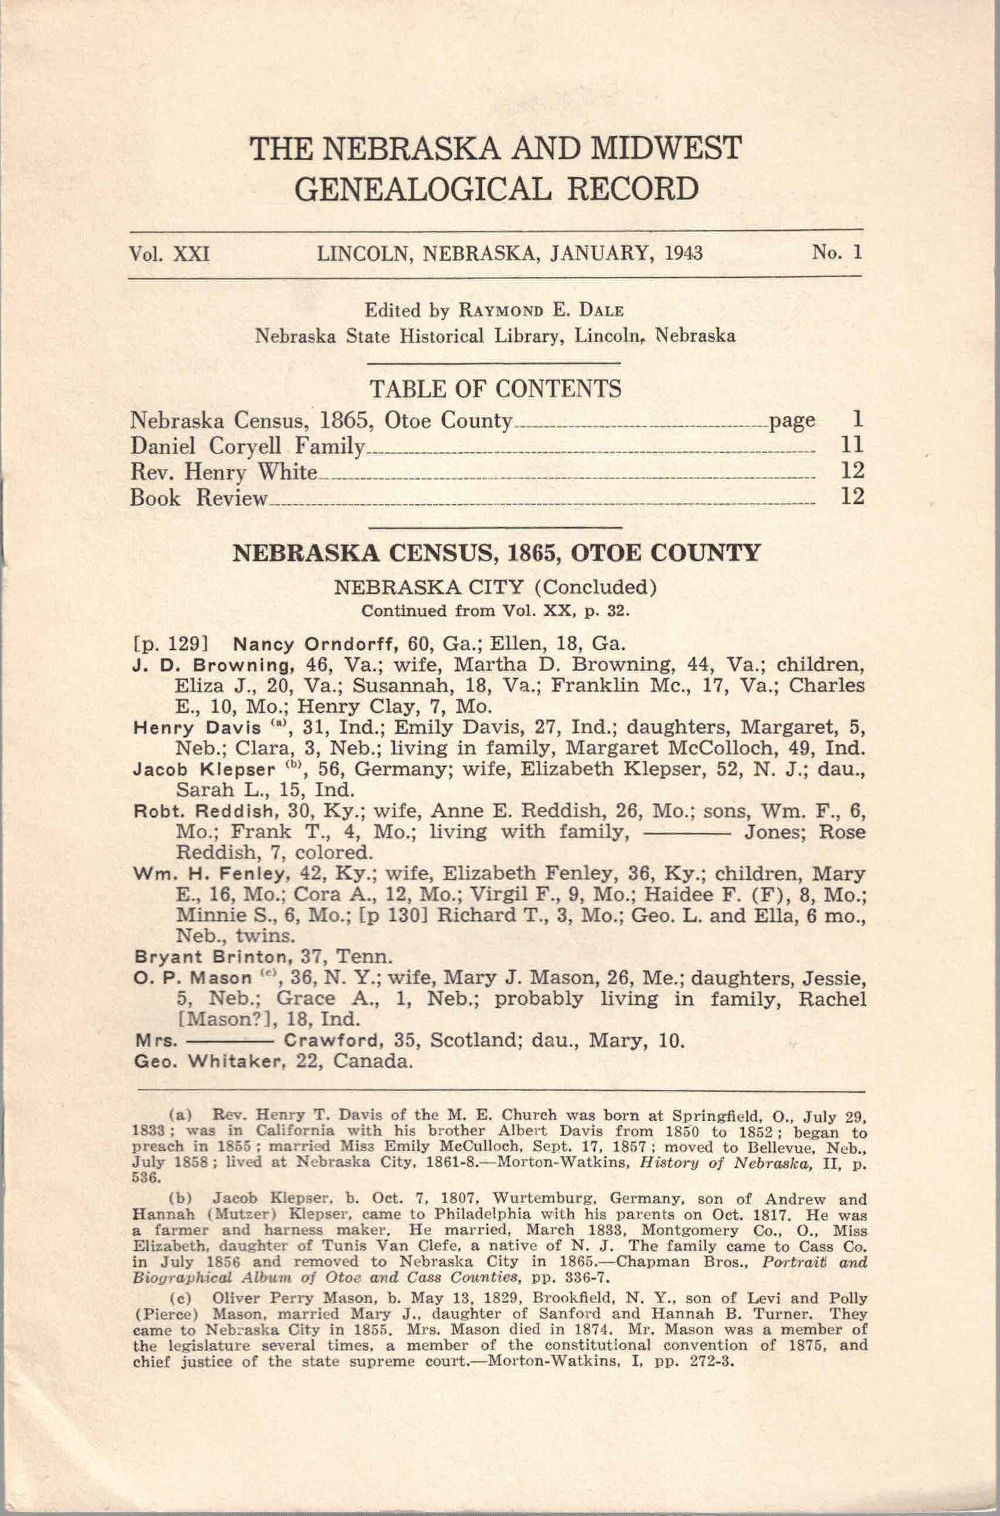 THE NEBRASKA AND MIDWEST
GENEALOGICAL RECORD
Vol. XXI LINCOLN, NEBRASKA, JANUARY, 1943 No. 1
Edited by RAYMOND E. DALE
Nebraska State Historical Library, Lincoln, Nebraska
TABLE OF CONTENTS
Nebraska Census, 1865, Otoe County page 1
Daniel Coryell Family 11
Rev. Henry White 12
Book Review 12
NEBRASKA CENSUS, 1865, OTOE COUNTY
NEBRASKA CITY (Concluded)
Continued from Vol. XX, p. 32.
[p. 129] Nancy Orndorff, 60, Ga.; Ellen, 18, Ga.
J. D. Browning, 46, Va.; wife, Martha D. Browning, 44, Va.; children,
Eliza J., 20, Va.; Susannah, 18, Va.; Franklin Mc., 17, Va.; Charles
E., 10, Mo.; Henry Clay, 7, Mo.
Henry Davis (a), 31, Ind.; Emily Davis, 27, Ind.; daughters, Margaret, 5,
Neb.; Clara, 3, Neb.; living in family, Margaret McColloch, 49, Ind.
Jacob Klepser (b), 56, Germany; wife, Elizabeth Klepser, 52, N. J.; dau.,
Sarah L., 15, Ind.
Robt. Reddish, 30, Ky.; wife, Anne E. Reddish, 26, Mo.; sons, Wm. F., 6,
Mo.; Frank T., 4, Mo.; living with family, ——— Jones; Rose
Reddish, 7, colored.
Wm. H. Fenley, 42, Ky.; wife, Elizabeth Fenley, 36, Ky.; children, Mary
E., 16, Mo.; Cora A., 12, Mo.; Virgil F., 9, Mo.; Haidee F. (F), 8, Mo.;
Minnie S., 6, Mo.; [p 130] Richard T., 3, Mo.; Geo. L. and Ella, 6 mo.,
Neb., twins.
Bryant Brinton, 37, Tenn.
O. P. Mason (c), 36, N. Y.; wife, Mary J. Mason, 26, Me.; daughters, Jessie,
5, Neb.; Grace A., 1, Neb.; probably living in family, Rachel
[Mason?], 18, Ind.
Mrs. ——— Crawford, 35, Scotland; dau., Mary, 10.
Geo. Whitaker, 22, Canada.
(a) Rev. Henry T. Davis of the M. E. Church was born at Springfield, O., July 29,
1833; was in California with his brother Albert Davis from 1850 to 1852; began to
preach in 1855; married Miss Emily McCulloch, Sept. 17, 1857; moved to Bellevue, Neb.,
July 1858; lived at Nebraska City, 1861-8.—Morton-Watkins, History of Nebraska, II, p.
536.
(b) Jacob Klepser, b. Oct. 7, 1807, Wurtemburg, Germany, son of Andrew and
Hannah (Mutzer) Klepser, came to Philadelphia with his parents on Oct. 1817. He was
a farmer and harness maker. He married, March 1833, Montgomery Co., O., Miss
Elizabeth, daughter of Tunis Van Clefe, a native of N. J. The family came to Cass Co.
in July 1856 and removed to Nebraska City in 1865.—Chapman Bros., Portrait and
Biographical Album of Otoe and Cass Counties, pp. 336-7.
(c) Oliver Perry Mason, b. May 13, 1829, Brookfield, N. Y., son of Levi and Polly
(Pierce) Mason, married Mary J., daughter of Sanford and Hannah B. Turner. They
came to Nebraska City in 1855. Mrs. Mason died in 1874. Mr. Mason was a member of
the legislature several times, a member of the constitutional convention of 1875, and
chief justice of the state supreme court.—Morton-Watkins, I, pp. 272-3.